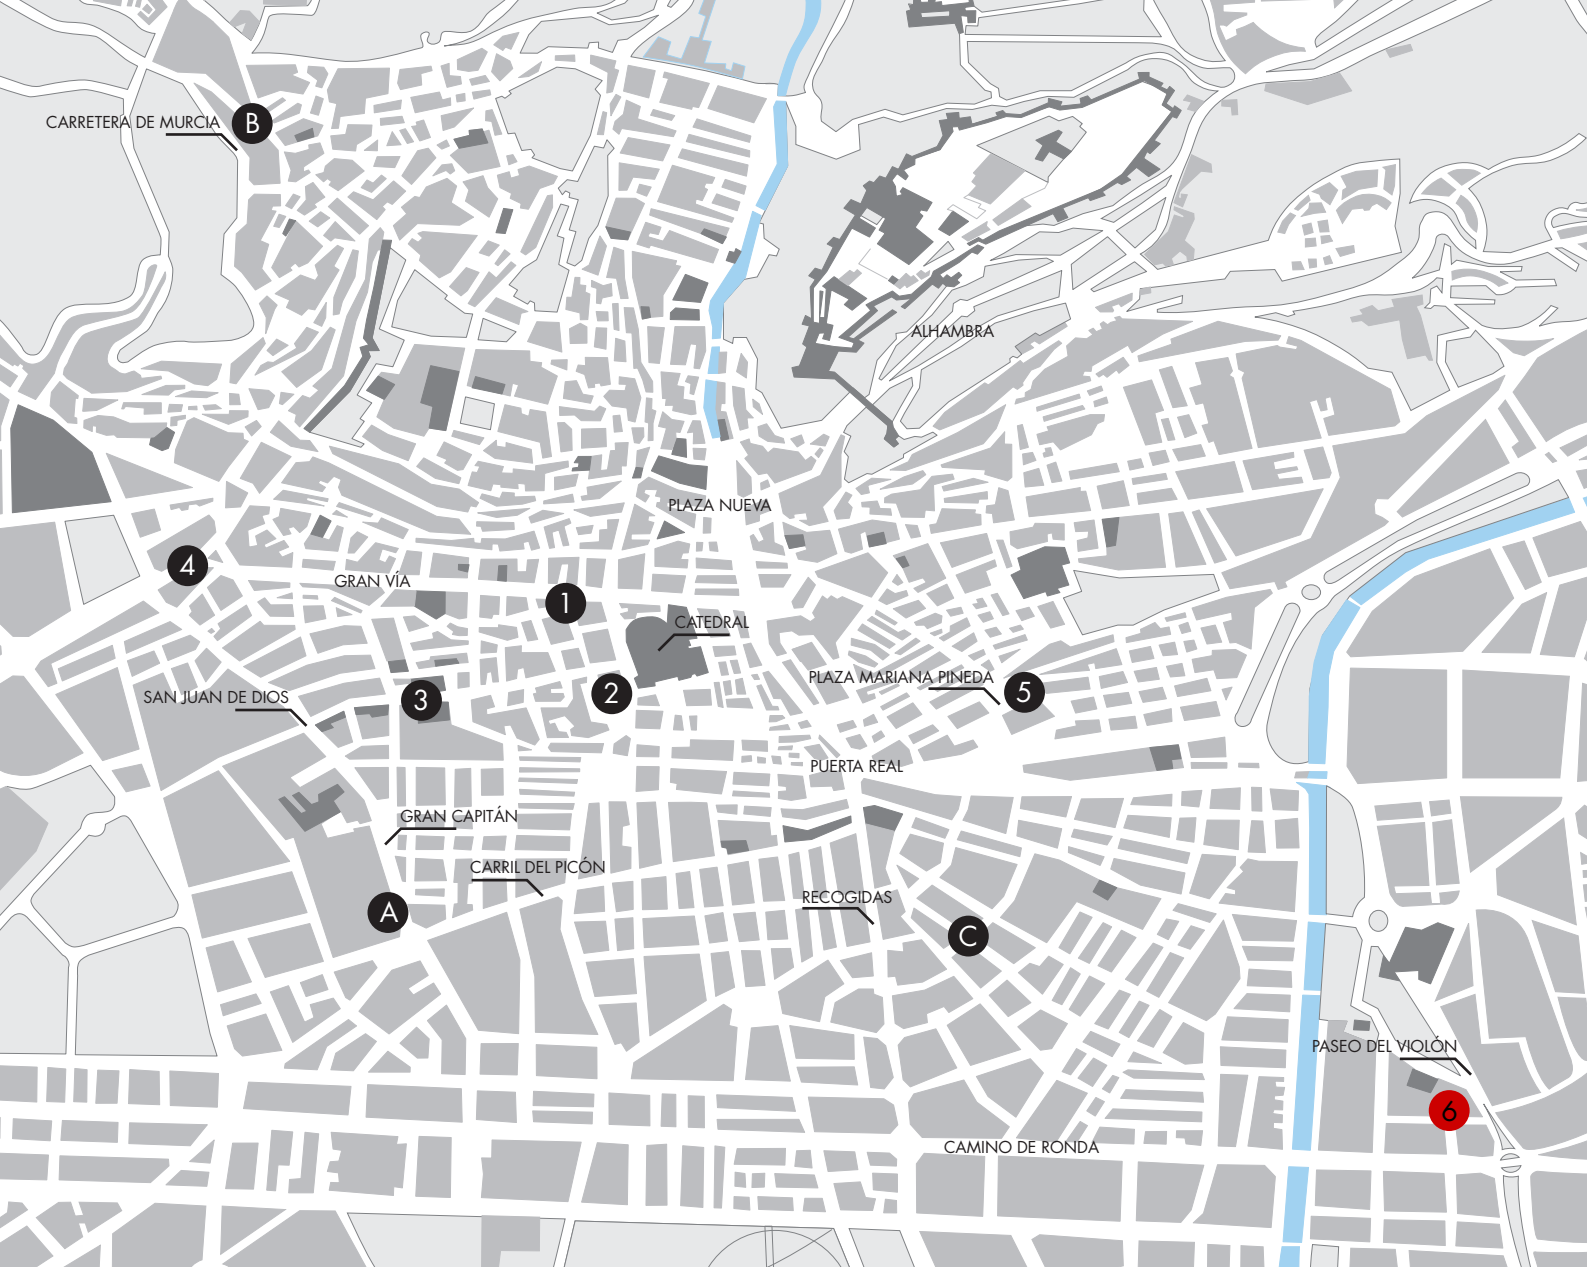 CARRETERA DE MURCIA
B
ALHAMBRA
PLAZA NUEVA
4
GRAN VÍA
1
CATEDRAL
PLAZA MARIANA PINEDA
5
SAN JUAN DE DIOS
3
2
PUERTA REAL
GRAN CAPITÁN
CARRIL DEL PICÓN
RECOGIDAS
A
C
PASEO DEL VIOLÓN
6
CAMINO DE RONDA